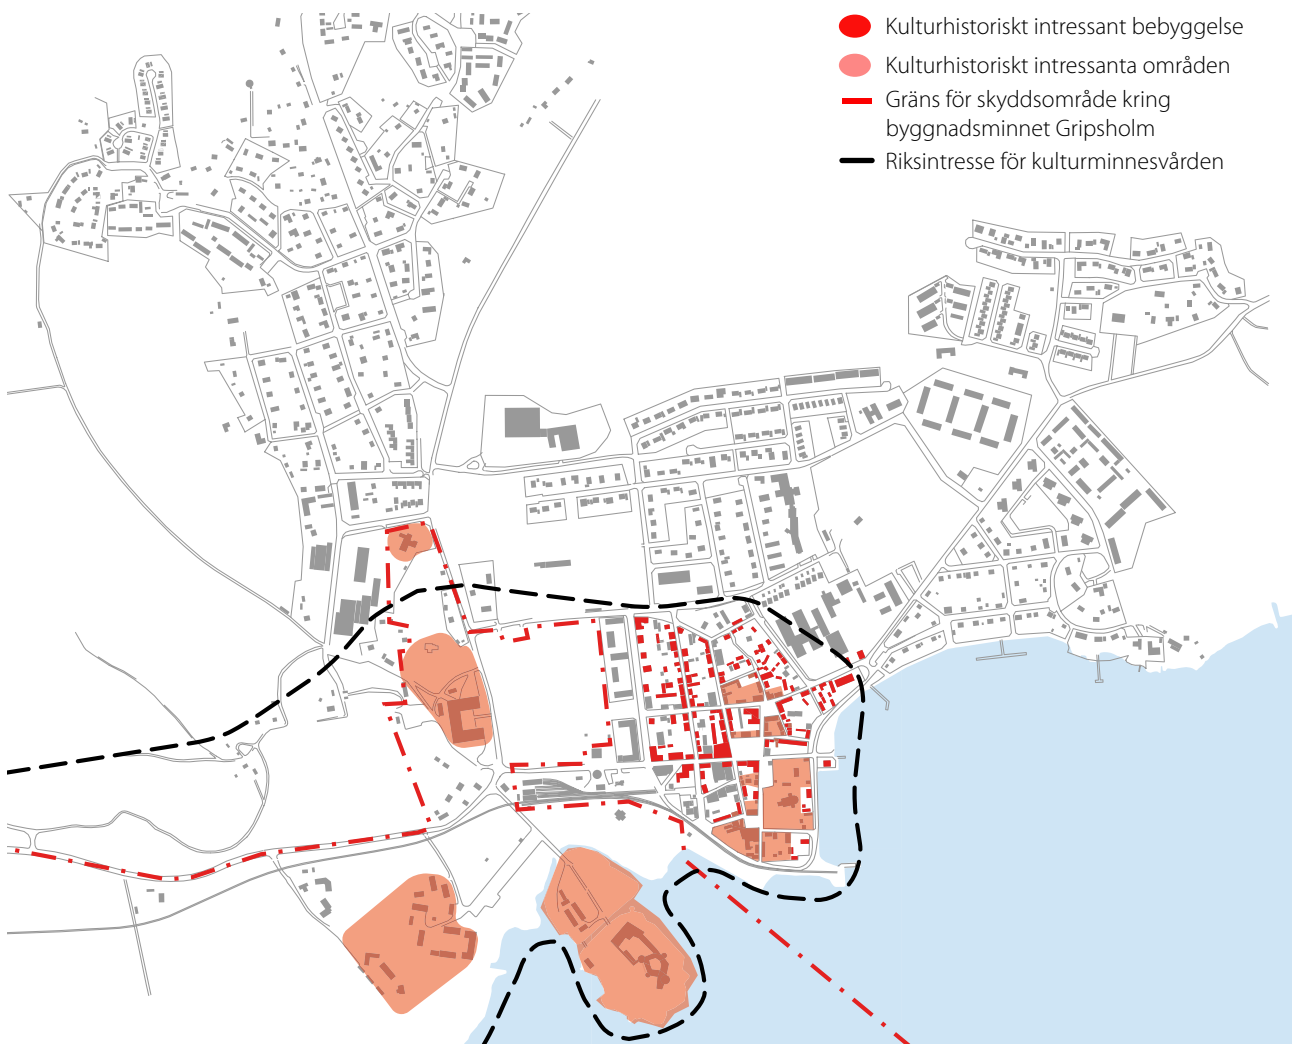 Kulturhistoriskt intressant bebyggelse
Kulturhistoriskt intressanta områden
Gräns för skyddsområde kring
byggnadsminnet Gripsholm
Riksintresse för kulturminnesvården